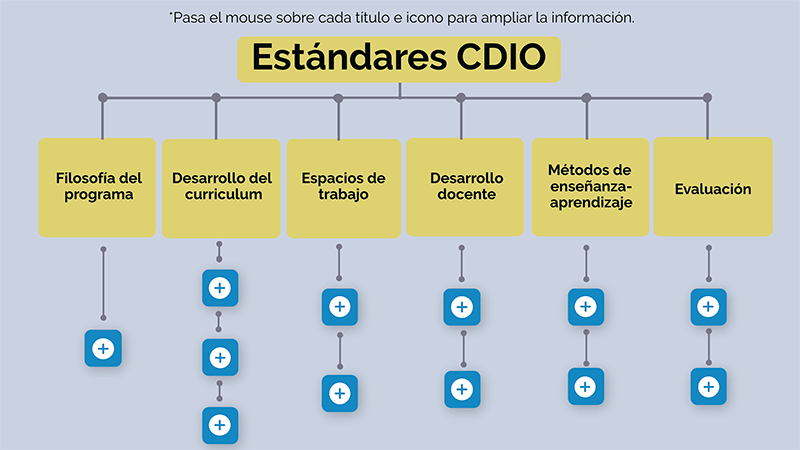 *Pasa el mouse sobre cada título e icono para ampliar la información.
Estándares CDIO
Filosofía del
programa
Desarrollo del
curriculum
Espacios de
trabajo
Desarrollo
docente
Métodos de
enseñanza-
aprendizaje
Evaluación